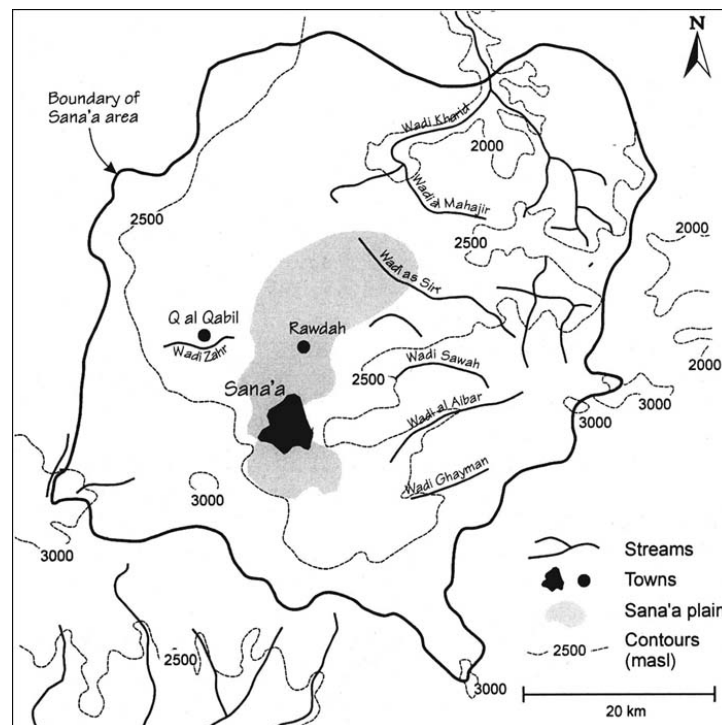 N
Boundary of
Sana'a area
Wadi Kharid
2000
Wadi al Mahajir
2500
2500
2000
Wadi as Sirr
Q al Qabil
Rawdah
Wadi Zahr
Wadi Sawah
2000
Sana'a
2500
Wadi al Albar
3000
3000
Wadi Ghayman
3000
3000
Streams
Towns
Sana'a plain
2500
Contours
(masl)
2500
3000
20 km